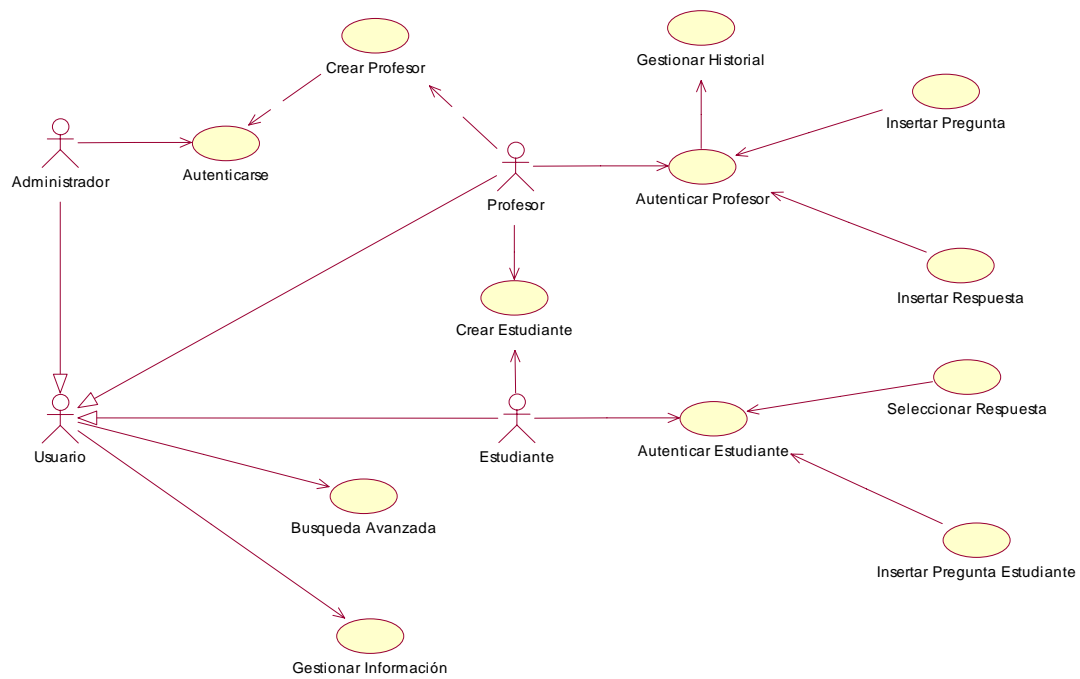 Gestionar Historial
Crear Profesor
Insertar Pregunta
Administrador
Autenticarse
Profesor
Autenticar Profesor
Insertar Respuesta
Crear Estudiante
Seleccionar Respuesta
Usuario
Estudiante
Autenticar Estudiante
Busqueda Avanzada
Insertar Pregunta Estudiante
Gestionar Información